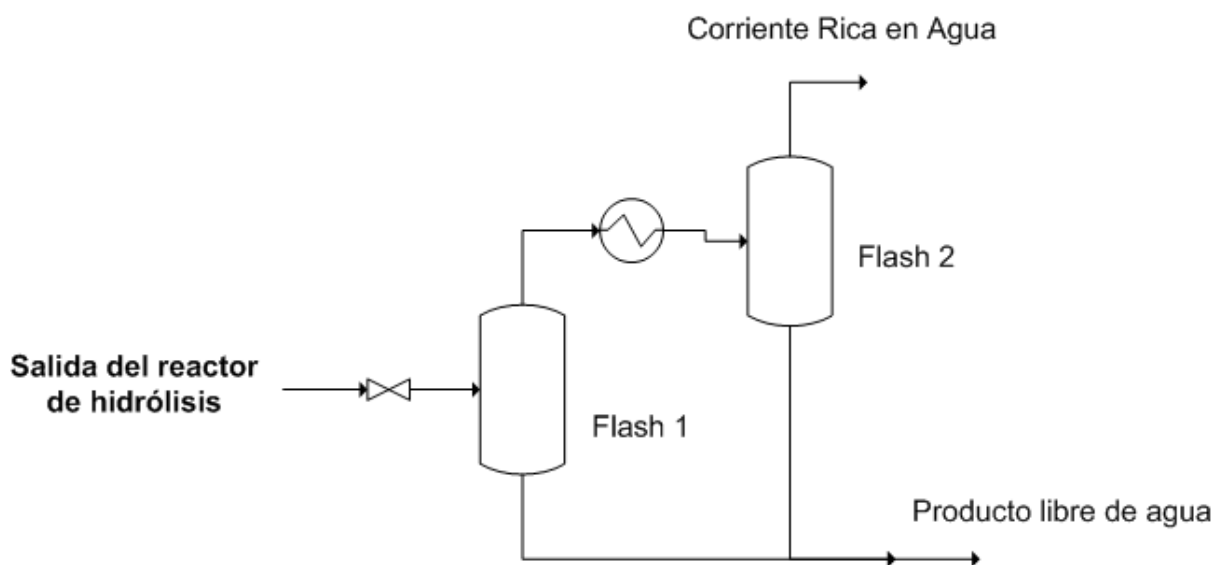 Corriente Rica en Agua
Flash 2
Salida del reactor
de hidrólisis
Flash 1
Producto libre de agua